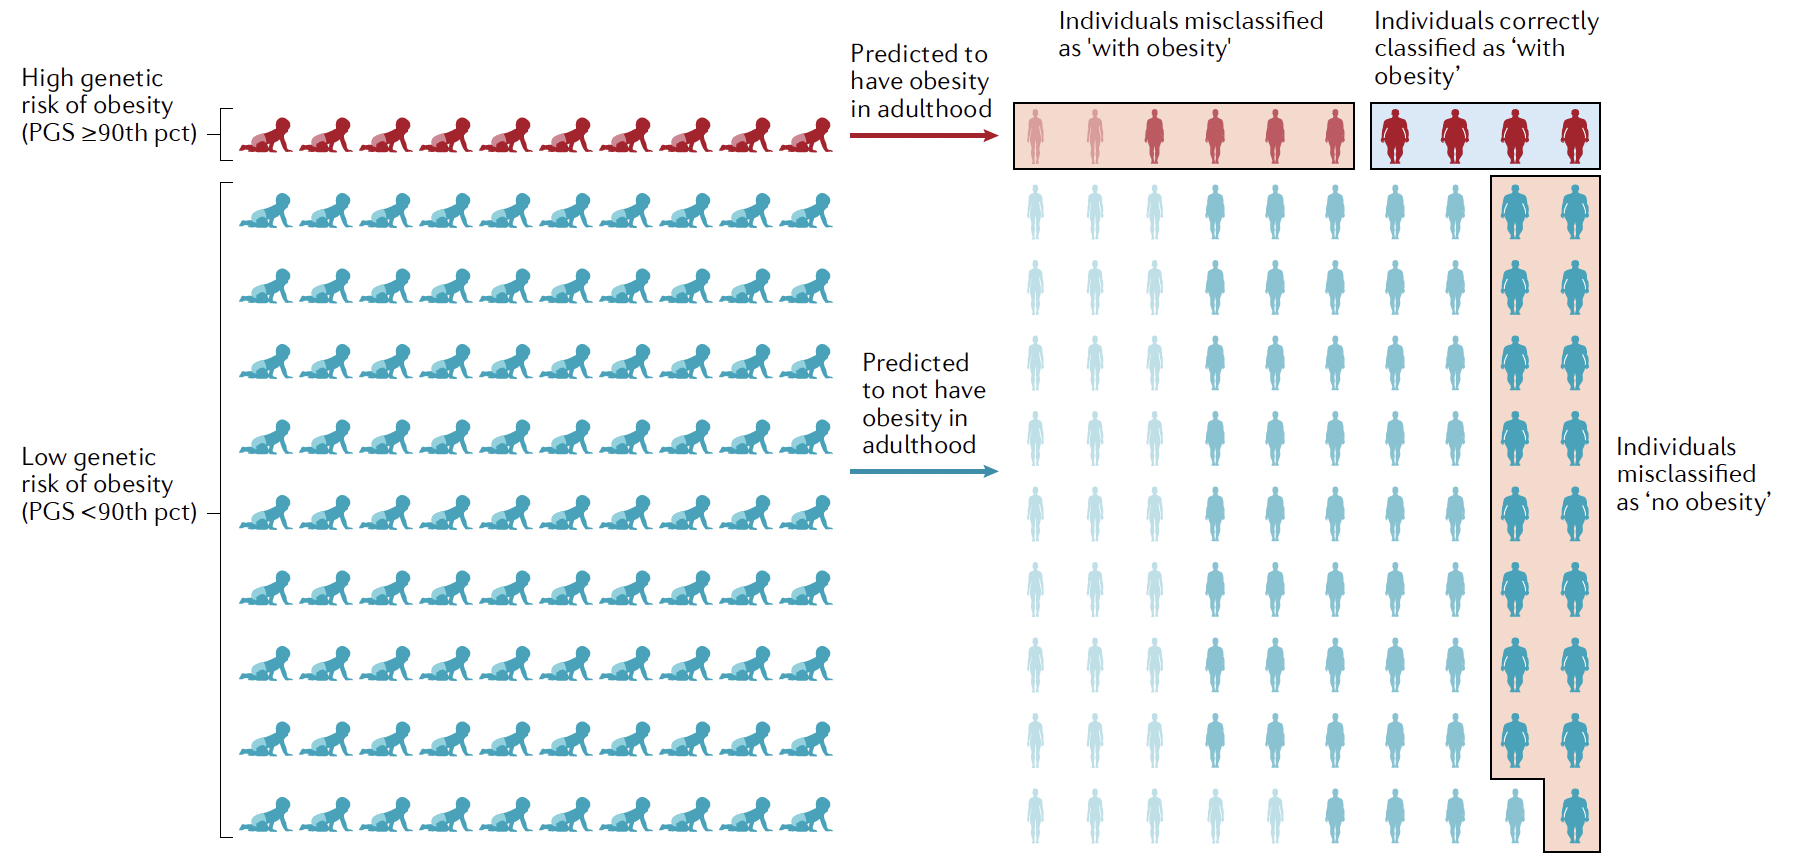 High genetic
risk of obesity
(PGS ≥90th pct)
Predicted to
have obesity
in adulthood
Individuals misclassified
as 'with obesity'
Individuals correctly
classified as ‘with
obesity’
Low genetic
risk of obesity
(PGS <90th pct)
Predicted
to not have
obesity in
adulthood
Individuals
misclassified
as ‘no obesity’